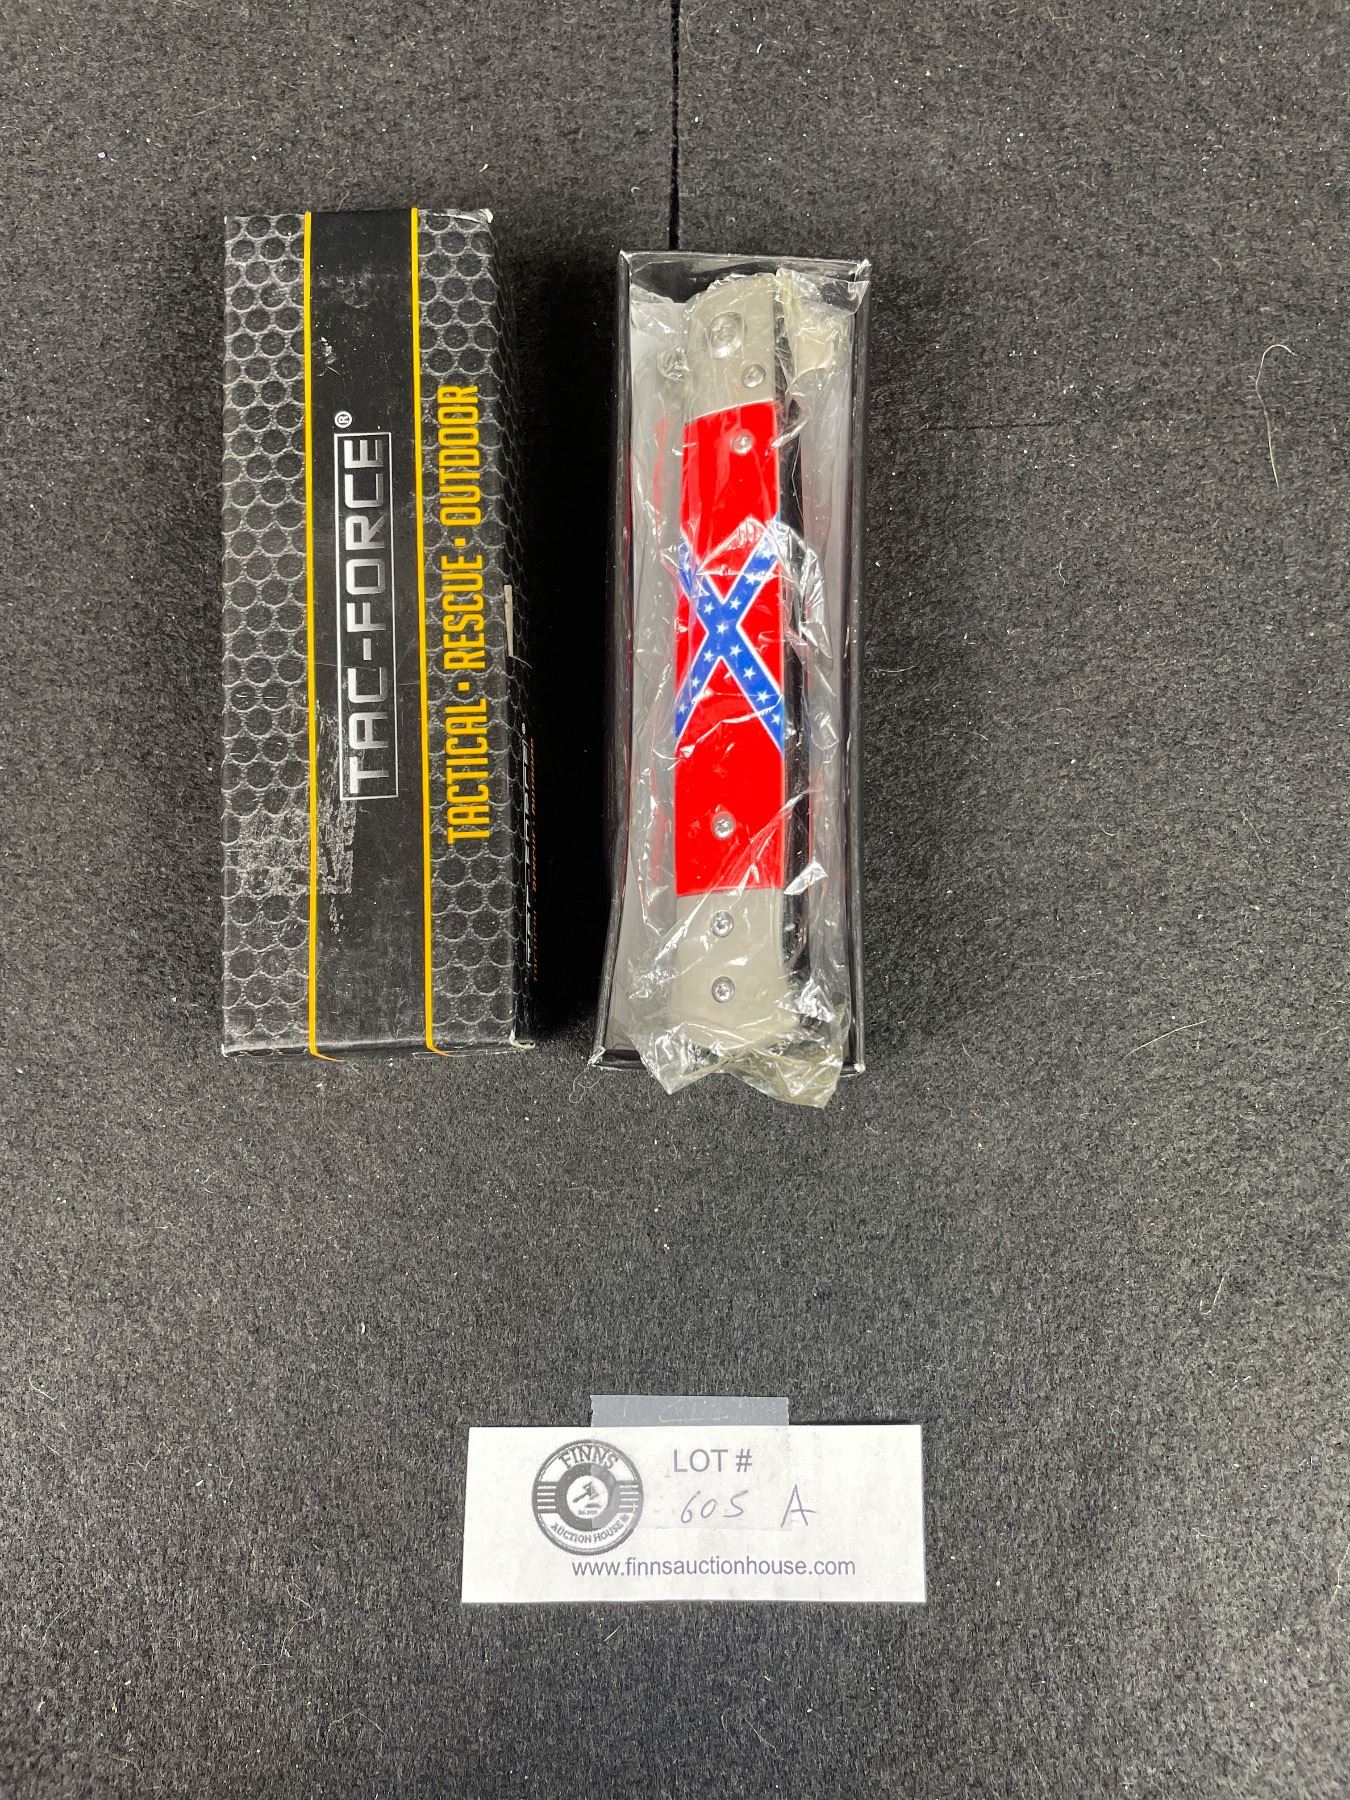 TAC-FORCE®
TACTICAL • RESCUE • OUTDOOR
FINNS
AUCTION HOUSE
LOT #
605 A
www.finnsauctionhouse.com